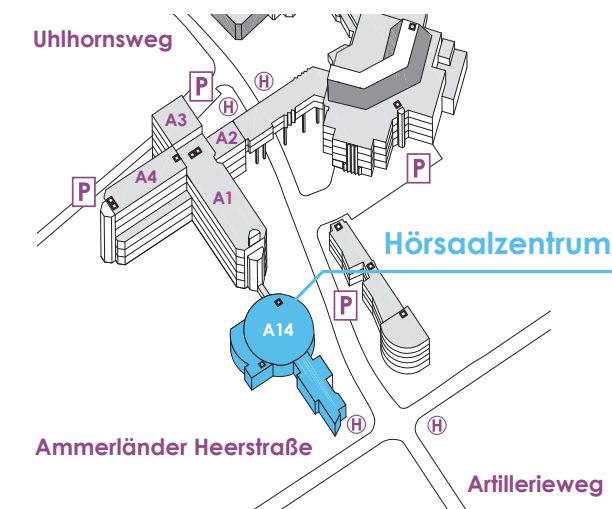 Uhlhornsweg
H
P
H
A3
A2
P
A4
P
A1
Hörsaalzentrum
P
A14
H
H
Ammerländer Heerstraße
Artillerieweg